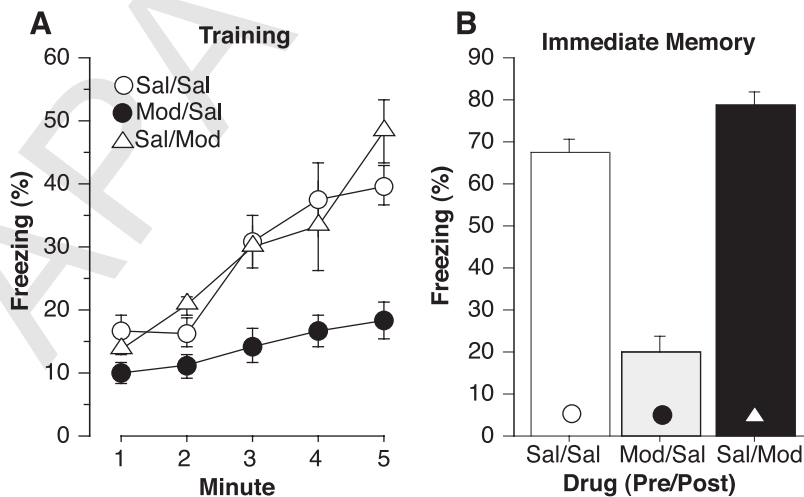 A
Training
Freezing (%)
60
50
40
30
20
10
0
Sal/Sal
Mod/Sal
Sal/Mod
1 2 3 4 5
Minute
B
Immediate Memory
Freezing (%)
90
80
70
60
50
40
30
20
10
0
Sal/Sal Mod/Sal Sal/Mod
Drug (Pre/Post)
APA